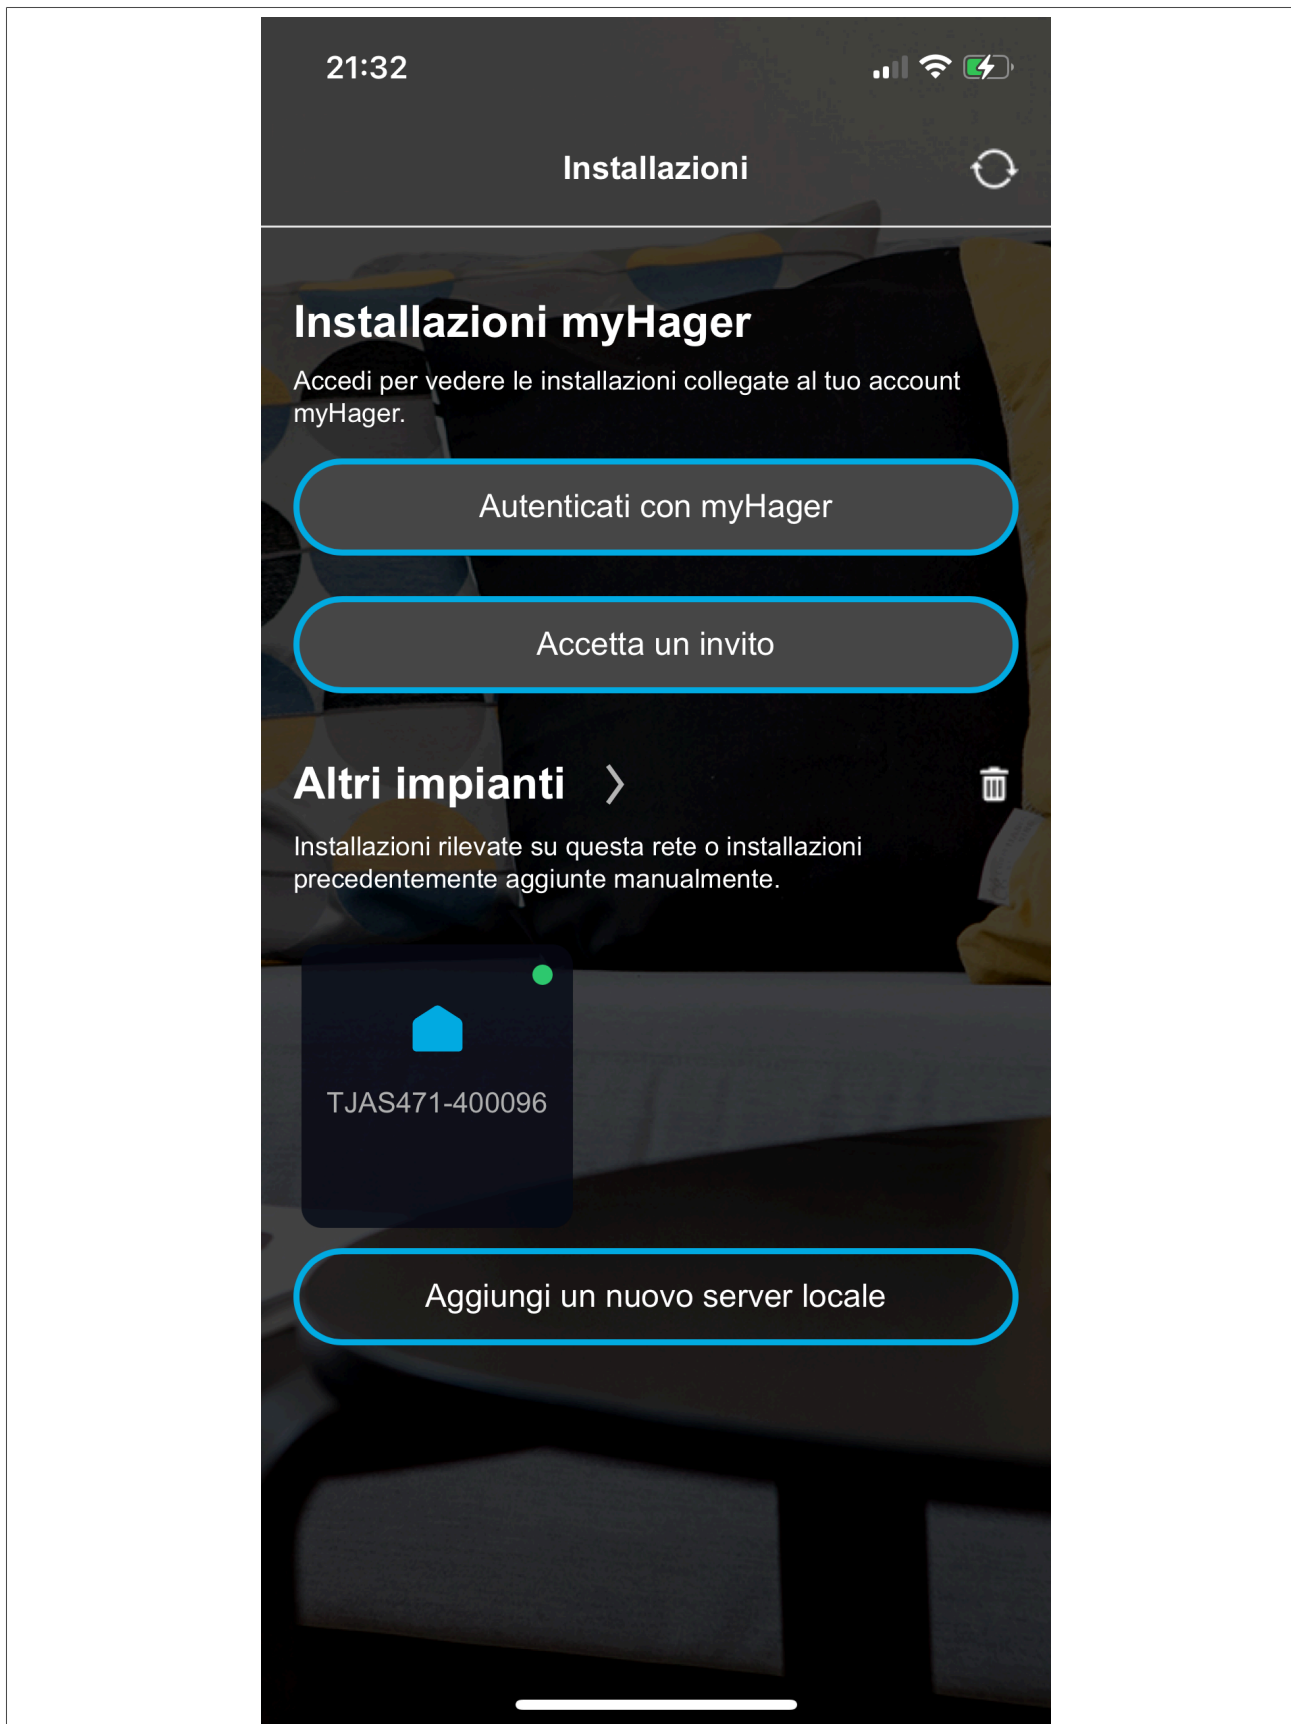 21:32
Installazioni
Installazioni myHager
Accedi per vedere le installazioni collegate al tuo account
myHager.
Autenticati con myHager
Accetta un invito
Altri impianti
Installazioni rilevate su questa rete o installazioni
precedentemente aggiunte manualmente.
TJAS471-400096
Aggiungi un nuovo server locale